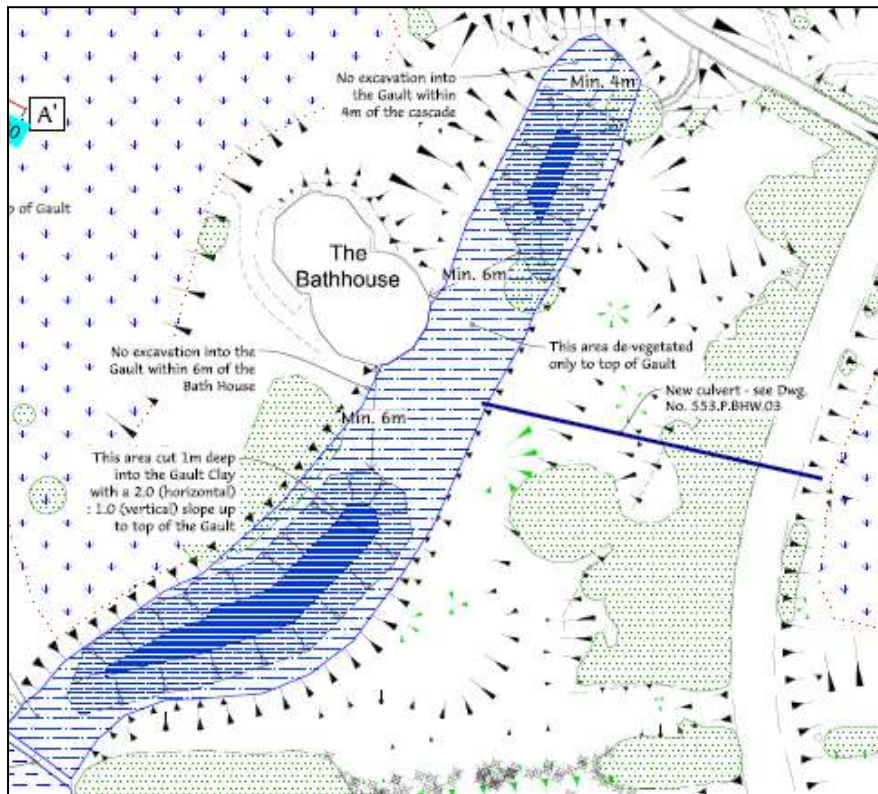 No excavation into
the Gault within
4m of the cascade
Min. 4m
A'
0
of Gault
The
Bathhouse
Min. 6m
No excavation into the
Gault within 6m of the
Bath House
This area de-vegetated
only to top of Gault
New culvert - see Dwg.
No. 553.P.BHW.03
Min. 6m
This area cut 1m deep
into the Gault Clay
with a 2.0 (horizontal)
: 1.0 (vertical) slope up
to top of the Gault